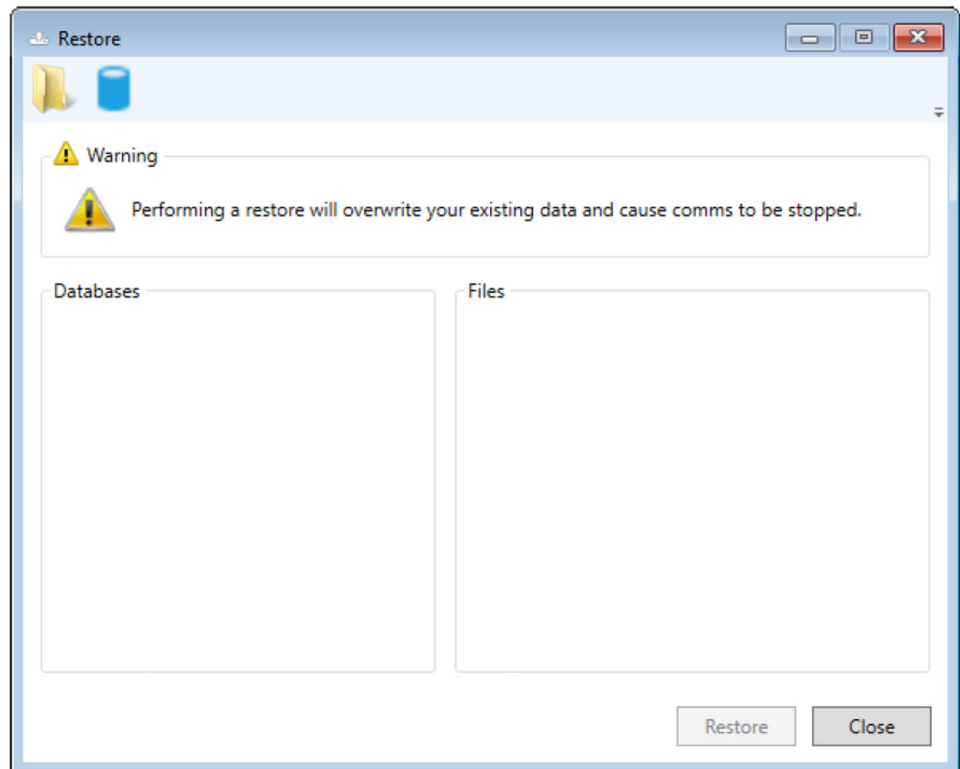 Restore
Warning
Performing a restore will overwrite your existing data and cause comms to be stopped.
Databases
Files
Restore
Close